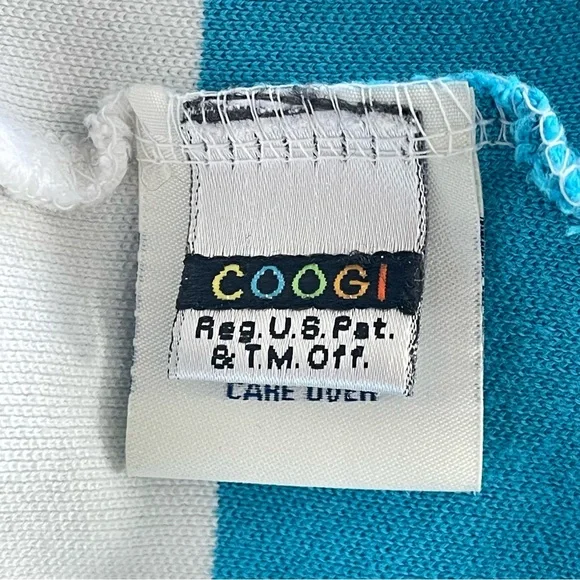 COOGI
Reg. U.S. Pat.
& T.M. Off.
CARE OVER